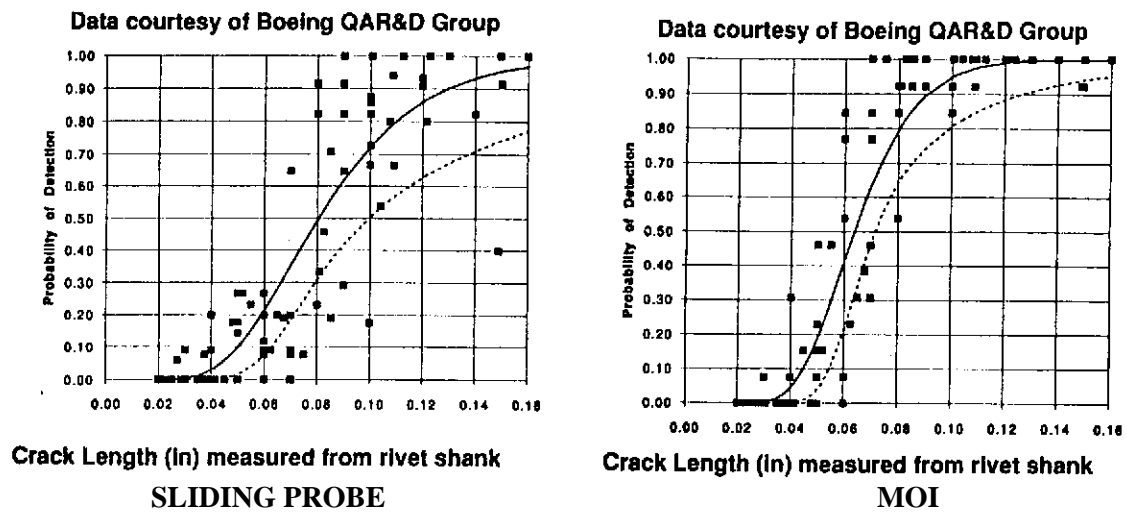 Data courtesy of Boeing QAR&D Group
1.00
0.90
0.80
0.70
0.60
0.50
0.40
0.30
0.20
0.10
0.00
Probability of Detection
0.00 0.02 0.04 0.06 0.08 0.10 0.12 0.14 0.16
Crack Length (in) measured from rivet shank
SLIDING PROBE
Data courtesy of Boeing QAR&D Group
1.00
0.90
0.80
0.70
0.60
0.50
0.40
0.30
0.20
0.10
0.00
Probability of Detection
0.00 0.02 0.04 0.06 0.08 0.10 0.12 0.14 0.16
Crack Length (in) measured from rivet shank
MOI